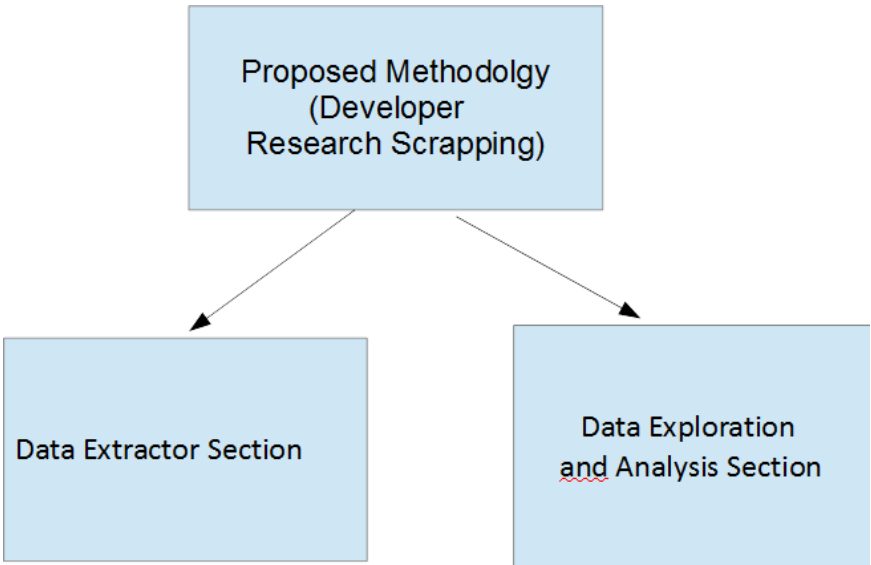 Proposed Methodolgy
(Developer
Research Scrapping)
Data Extractor Section
Data Exploration
and Analysis Section